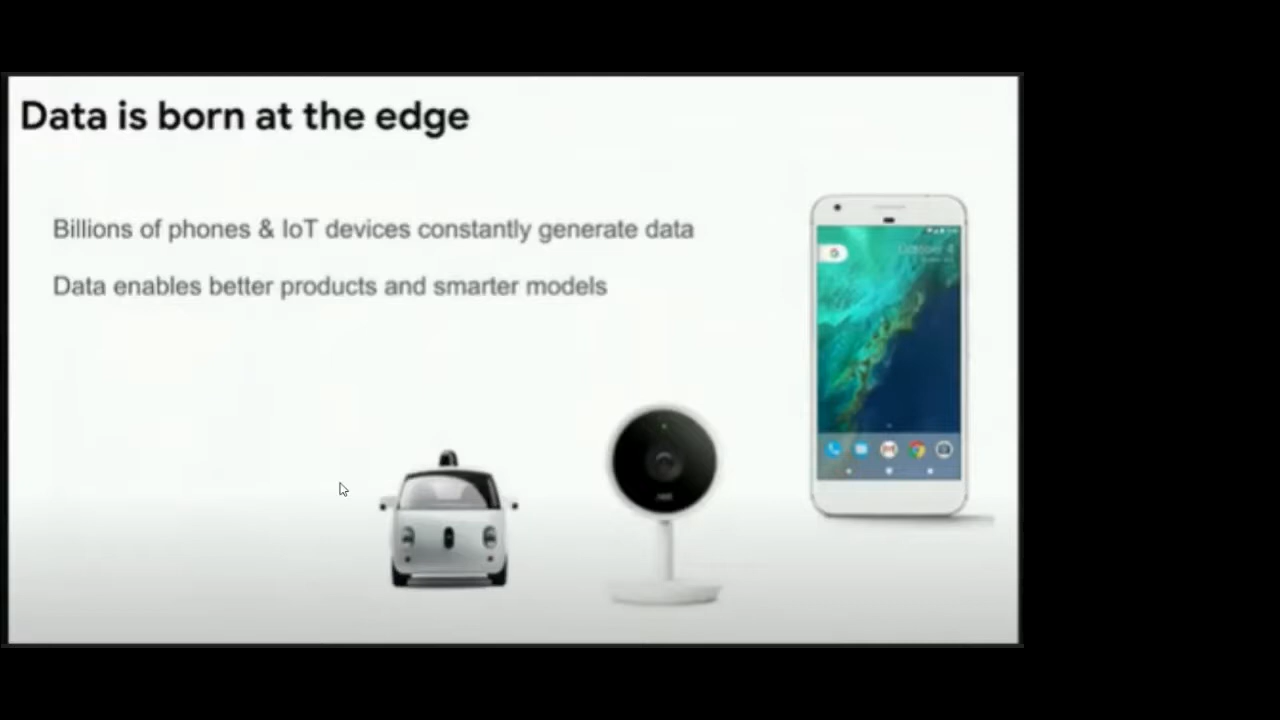 Data is born at the edge
Billions of phones & IoT devices constantly generate data
Data enables better products and smarter models